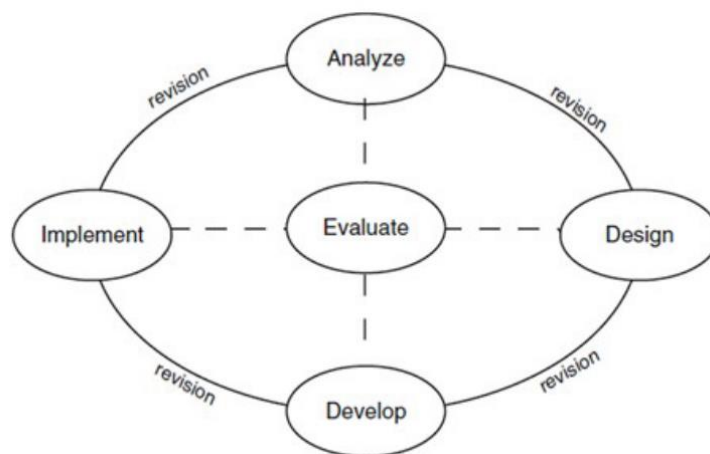 Analyze
revision
revision
Implement
Evaluate
Design
revision
revision
Develop